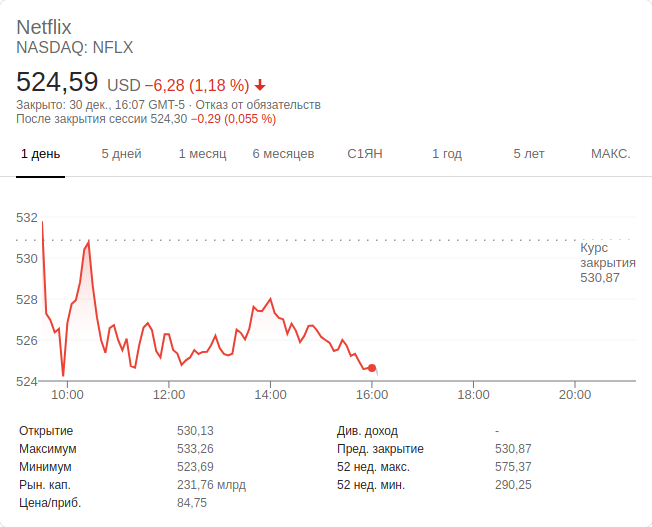 Netflix
NASDAQ: NFLX
524,59 USD −6,28 (1,18 %)
Закрыто: 30 дек., 16:07 GMT-5 · Отказ от обязательств
После закрытия сессии 524,30 −0,29 (0,055 %)
1 день 5 дней 1 месяц 6 месяцев С1ЯН 1 год 5 лет МАКС.
532
530
528
526
524
Курс
закрытия
530,87
10:00 12:00 14:00 16:00 18:00 20:00
Открытие 530,13 Див. доход -
Максимум 533,26 Пред. закрытие 530,87
Минимум 523,69 52 нед. макс. 575,37
Рын. кап. 231,76 млрд 52 нед. мин. 290,25
Цена/приб. 84,75